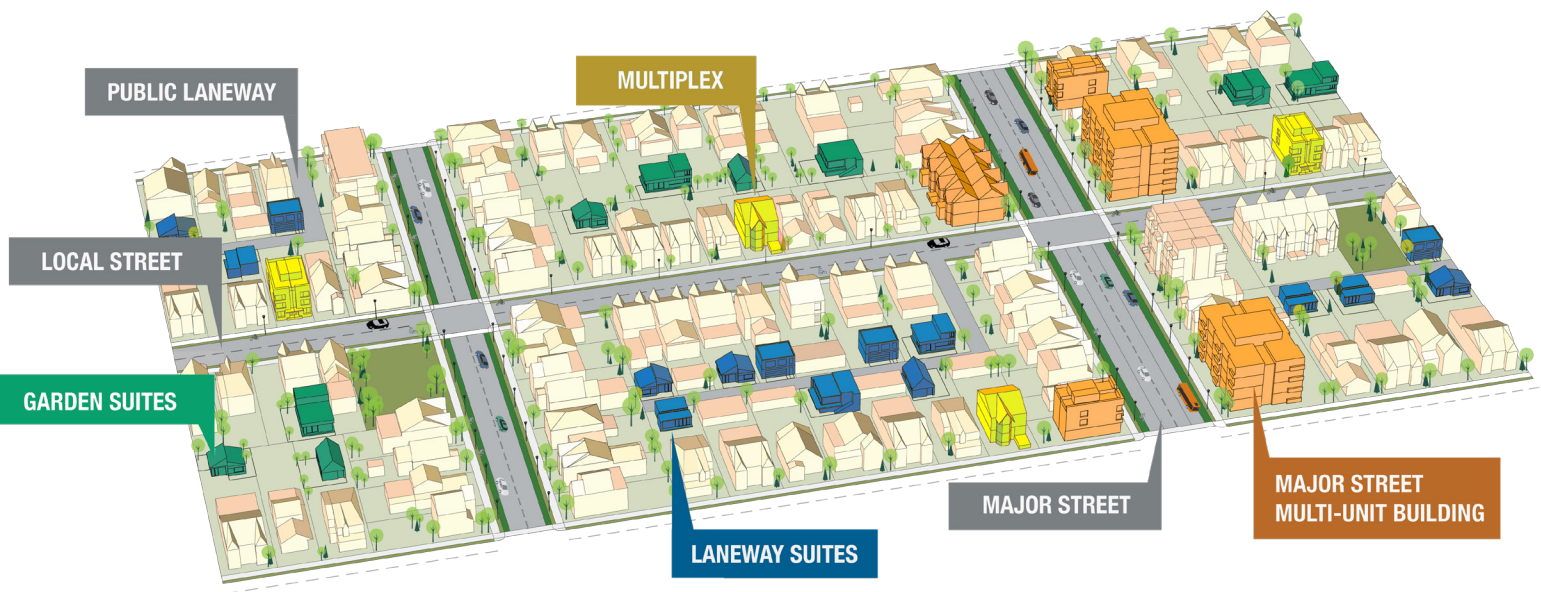 PUBLIC LANEWAY
MULTIPLEX
LOCAL STREET
GARDEN SUITES
MAJOR STREET
MAJOR STREET
MULTI-UNIT BUILDING
LANEWAY SUITES